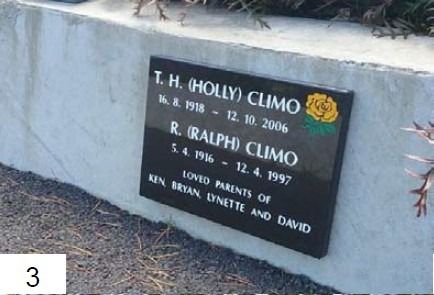 T. H. (HOLLY) CLIMO
16. 8. 1918 ~ 12. 10. 2006
R. (RALPH) CLIMO
5. 4. 1916 ~ 12. 4. 1997
LOVED PARENTS OF
KEN, BRYAN, LYNETTE AND DAVID
3